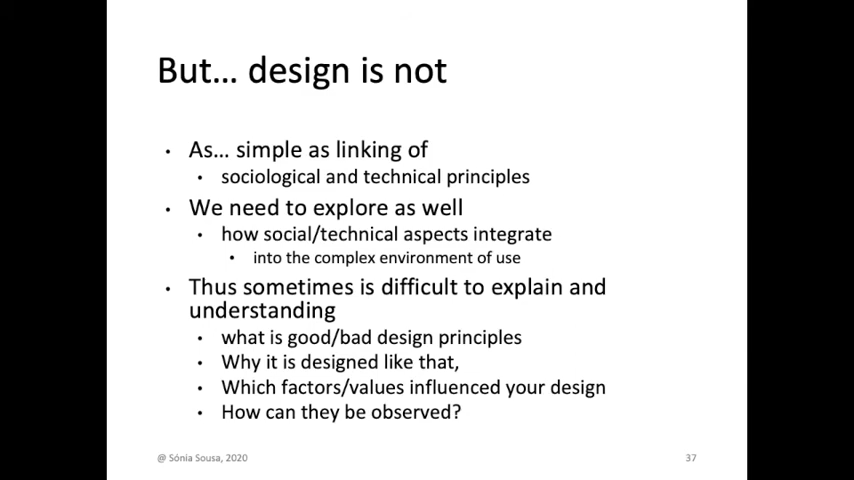 But... design is not
• As... simple as linking of
• sociological and technical principles
• We need to explore as well
• how social/technical aspects integrate
• into the complex environment of use
• Thus sometimes is difficult to explain and
understanding
• what is good/bad design principles
• Why it is designed like that,
• Which factors/values influenced your design
• How can they be observed?
@ Sónia Sousa, 2020
37